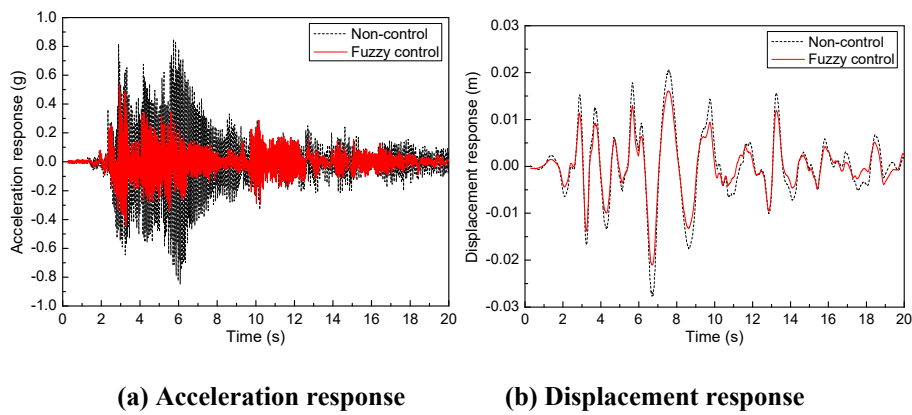 1.0
0.8
0.6
0.4
0.2
0.0
-0.2
-0.4
-0.6
-0.8
-1.0
Acceleration response (g)
Non-control
Fuzzy control
0 2 4 6 8 10 12 14 16 18 20
Time (s)
(a) Acceleration response
0.03
0.02
0.01
0.00
-0.01
-0.02
-0.03
Displacement response (m)
Non-control
Fuzzy control
0 2 4 6 8 10 12 14 16 18 20
Time (s)
(b) Displacement response